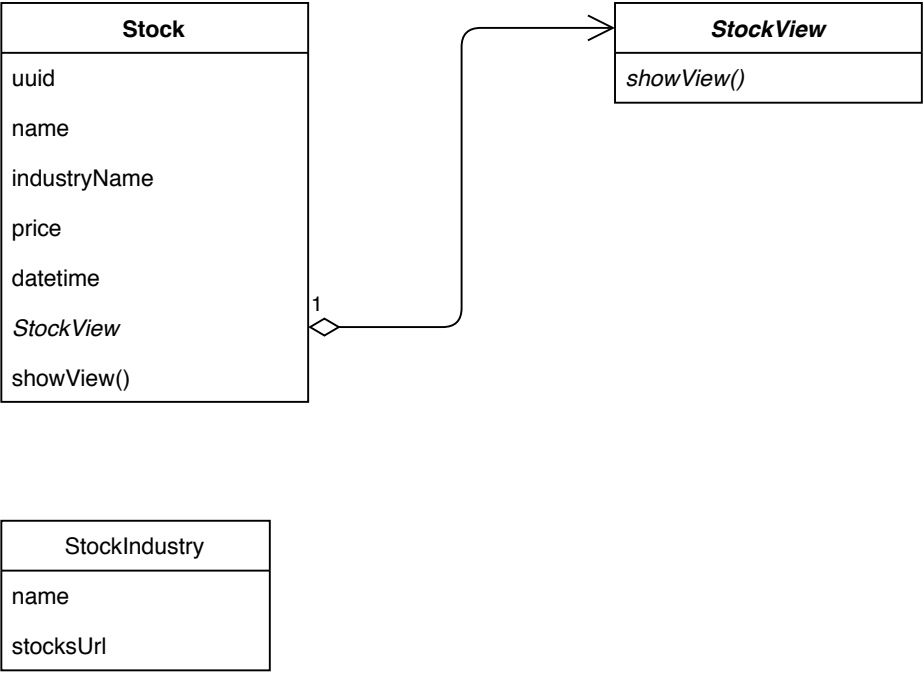 Stock
uuid
name
industryName
price
datetime
StockView
showView()
1
StockView
showView()
StockIndustry
name
stocksUrl